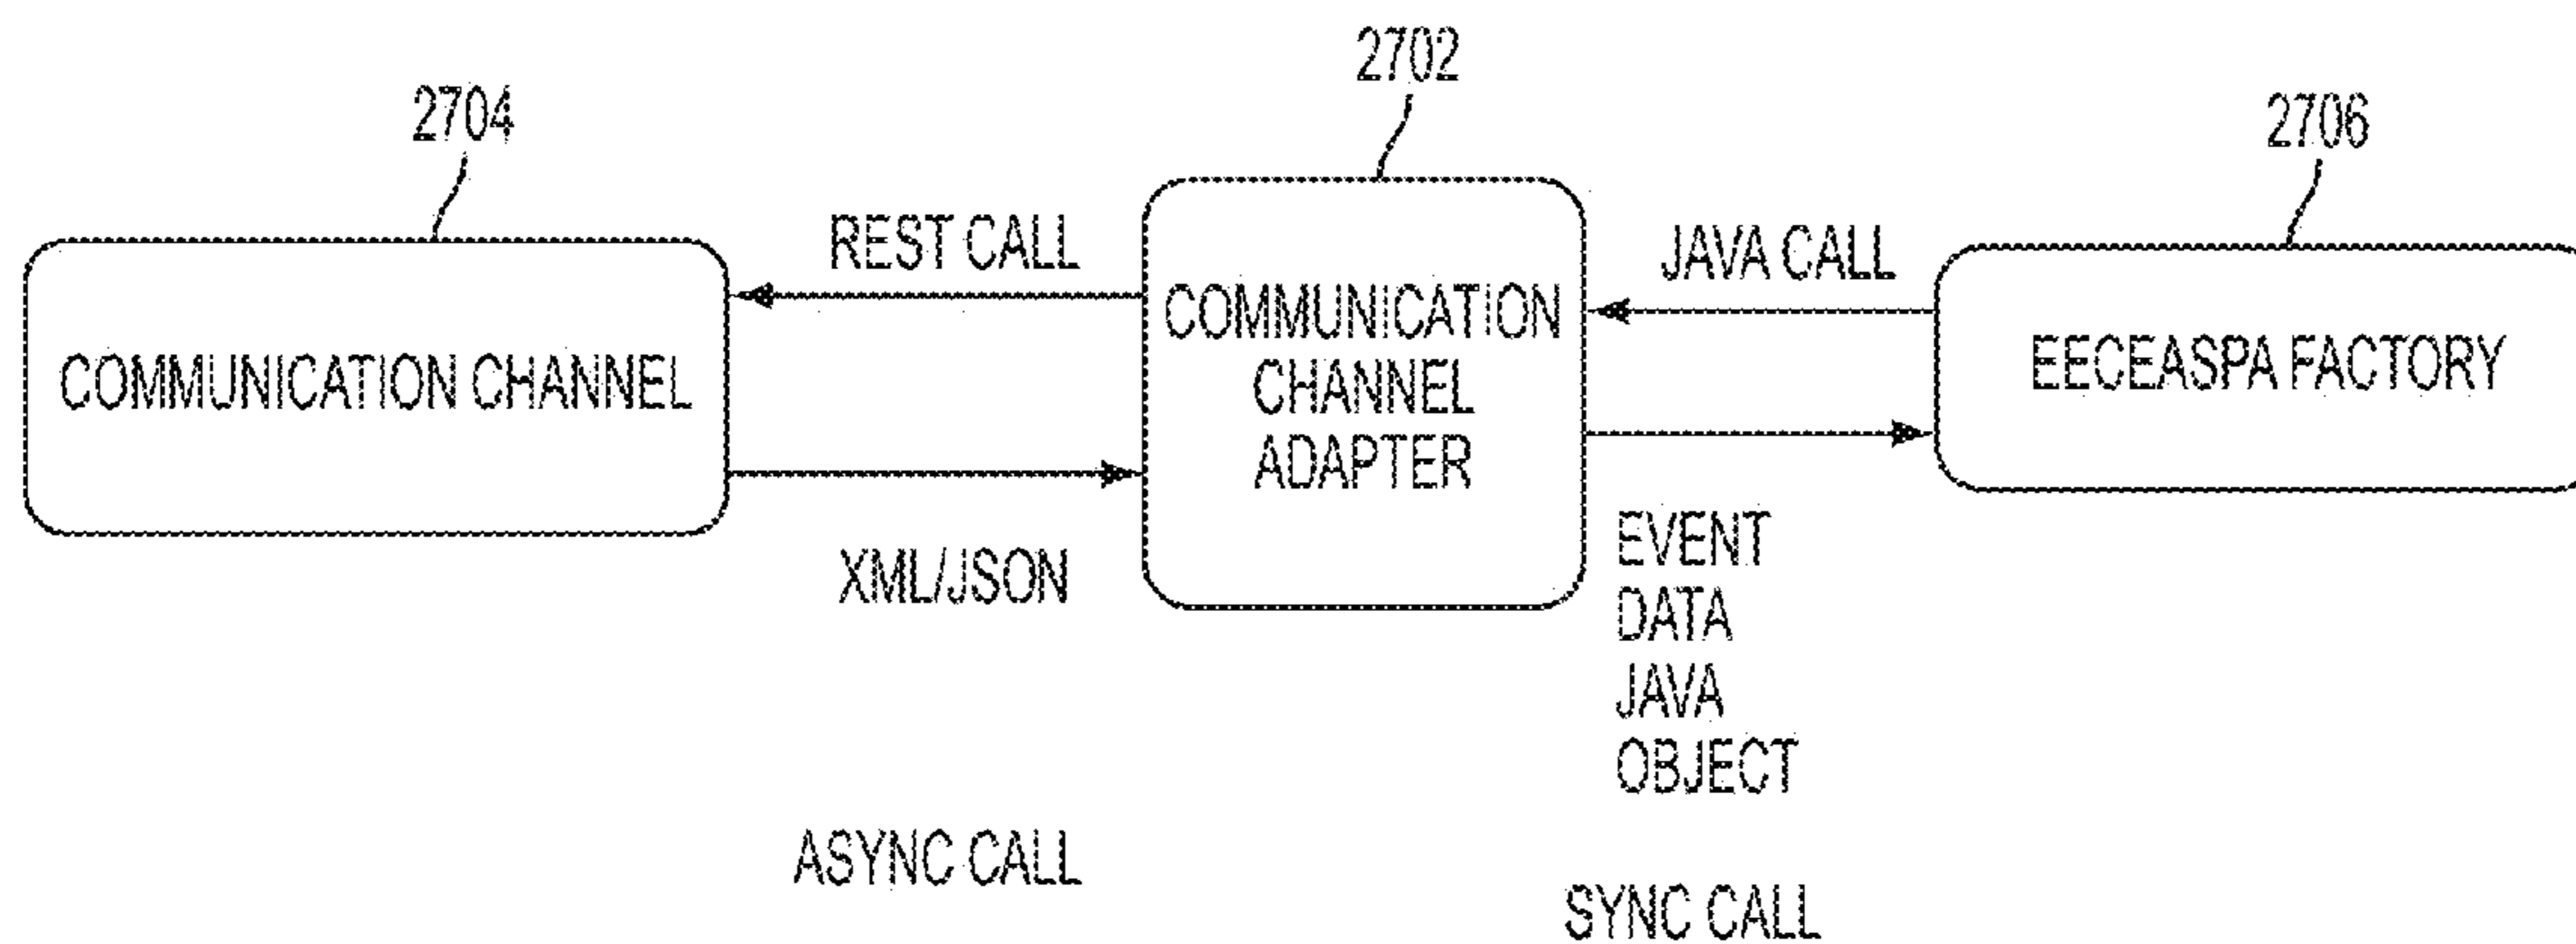 2702
2704
2706
REST CALL
JAVA CALL
COMMUNICATION CHANNEL
COMMUNICATION
CHANNEL
ADAPTER
EECEASPA FACTORY
XML/JSON
EVENT
DATA
JAVA
OBJECT
ASYNC CALL
SYNC CALL